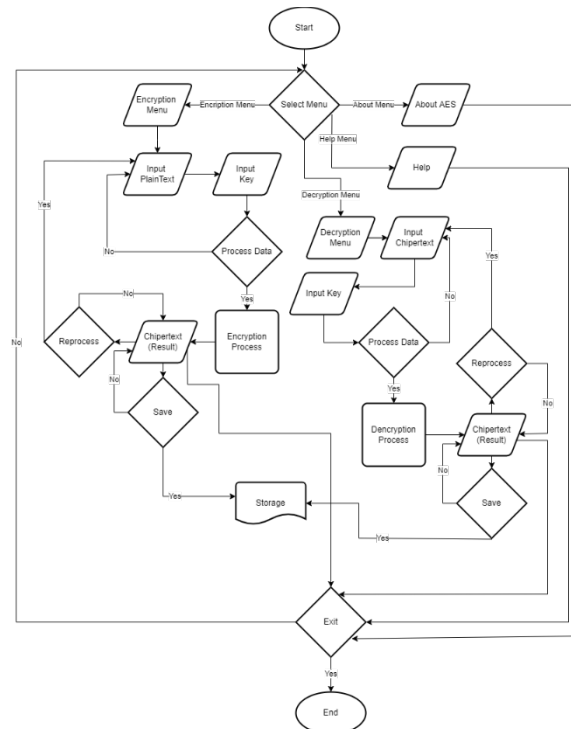 Start
Select Menu
Encription Menu
About Menu
Help Menu
Decryption Menu
Encryption
Menu
About AES
Help
Input
PlainText
Input
Key
Yes
No
Process Data
Yes
Encryption
Process
No
Reprocess
Chipertext
(Result)
No
Save
Yes
Storage
Decryption
Menu
Input
Chipertext
Input Key
Process Data
No
Yes
Yes
Reprocess
No
Dencryption
Process
Chipertext
(Result)
No
Save
Yes
No
Exit
Yes
End